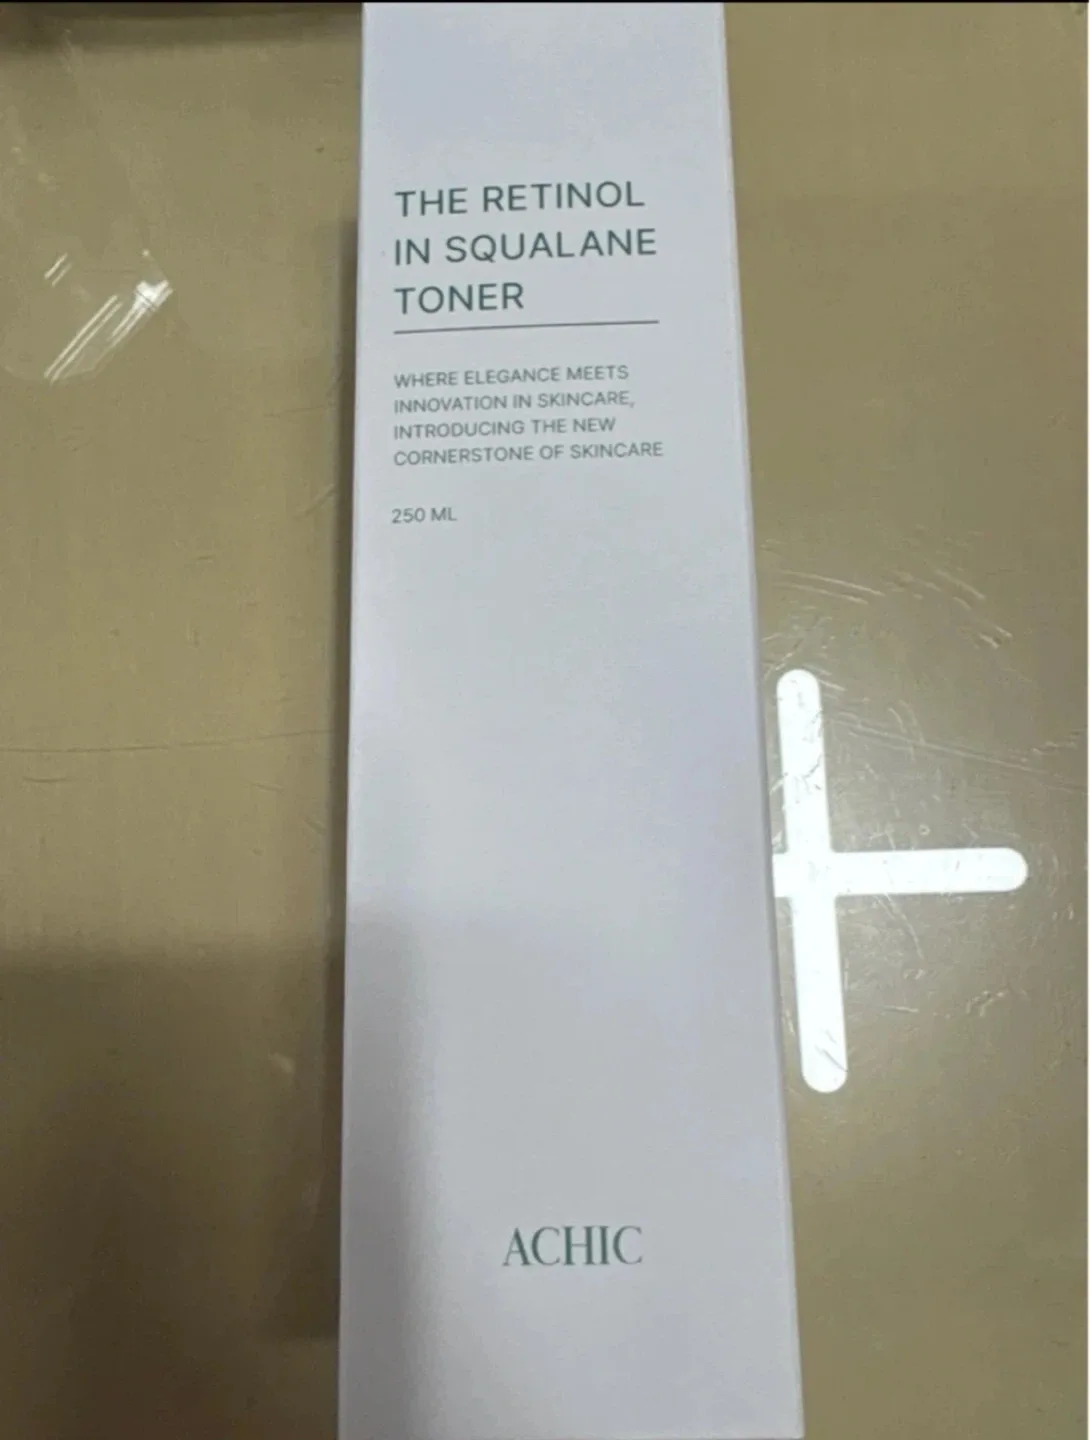 THE RETINOL
IN SQUALANE
TONER
WHERE ELEGANCE MEETS
INNOVATION IN SKINCARE,
INTRODUCING THE NEW
CORNERSTONE OF SKINCARE
250 ML
ACHIC